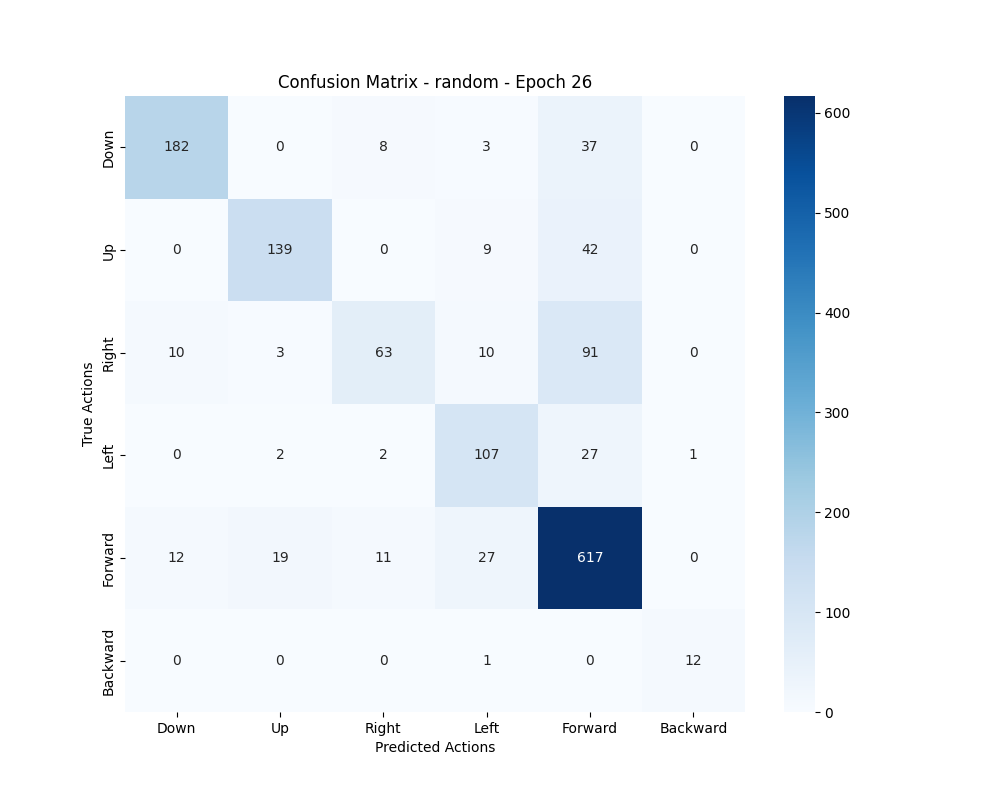 Confusion Matrix - random - Epoch 26
Down 182 0 8 3 37 0
Up 0 139 0 9 42 0
Right 10 3 63 10 91 0
Left 0 2 2 107 27 1
Forward 12 19 11 27 617 0
Backward 0 0 0 1 0 12
Down Up Right Left Forward Backward
Predicted Actions
True Actions
600
500
400
300
200
100
0